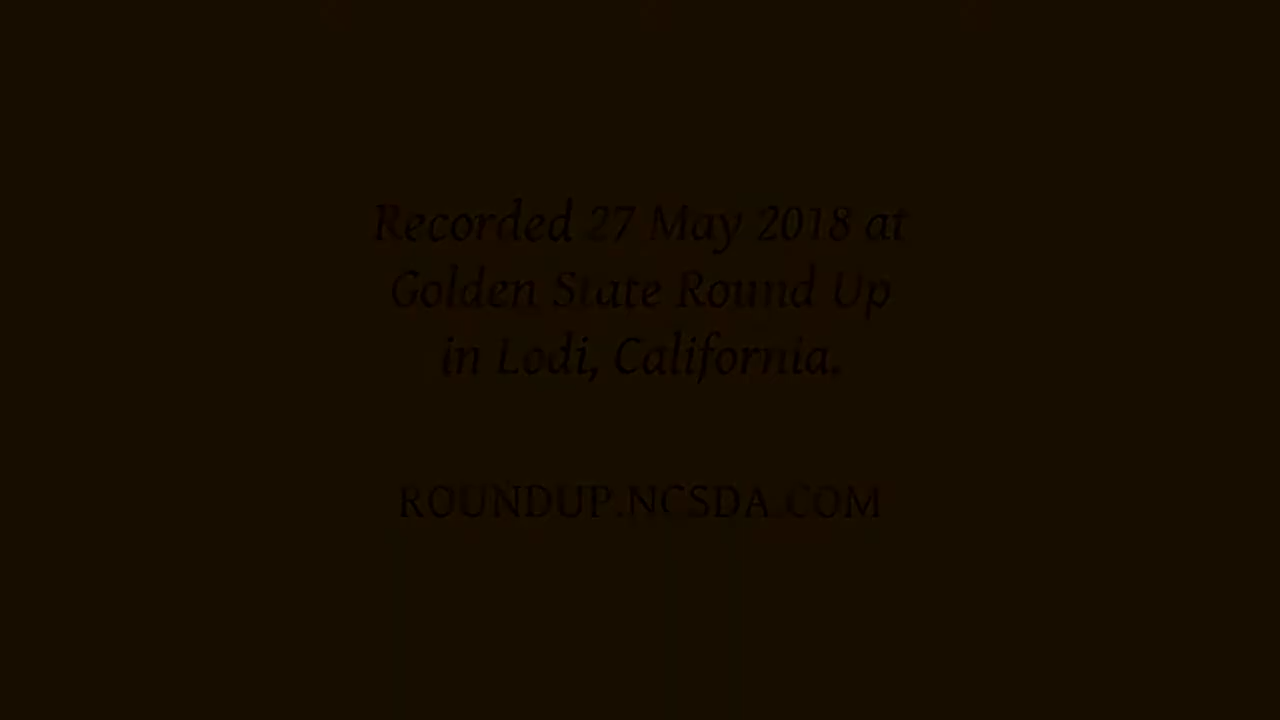 Recorded 27 May 2018 at
Golden State Round Up
in Lodi, California.
ROUNDUP.NCSDA.COM